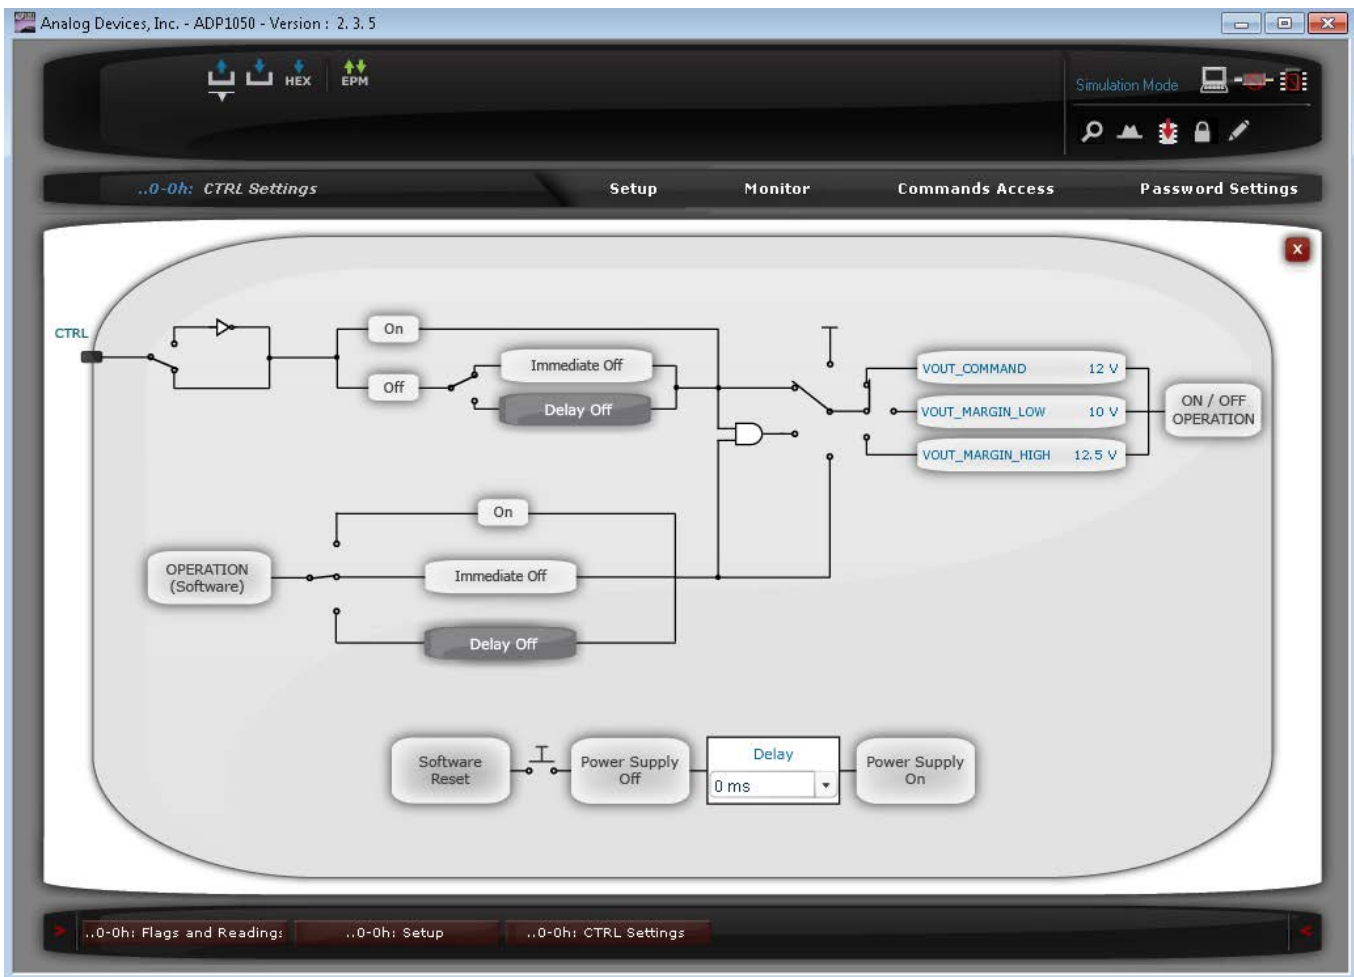 Analog Devices, Inc. - ADP1050 - Version : 2. 3. 5
HEX
EPM
Simulation Mode
..0-0h: CTRL Settings
Setup
Monitor
Commands Access
Password Settings
X
CTRL
On
Off
Immediate Off
Delay Off
VOUT_COMMAND 12 V
VOUT_MARGIN_LOW 10 V
VOUT_MARGIN_HIGH 12.5 V
ON / OFF
OPERATION
OPERATION
(Software)
On
Immediate Off
Delay Off
Software
Reset
Power Supply
Off
Delay
0 ms
Power Supply
On
..0-0h: Flags and Readings
..0-0h: Setup
..0-0h: CTRL Settings